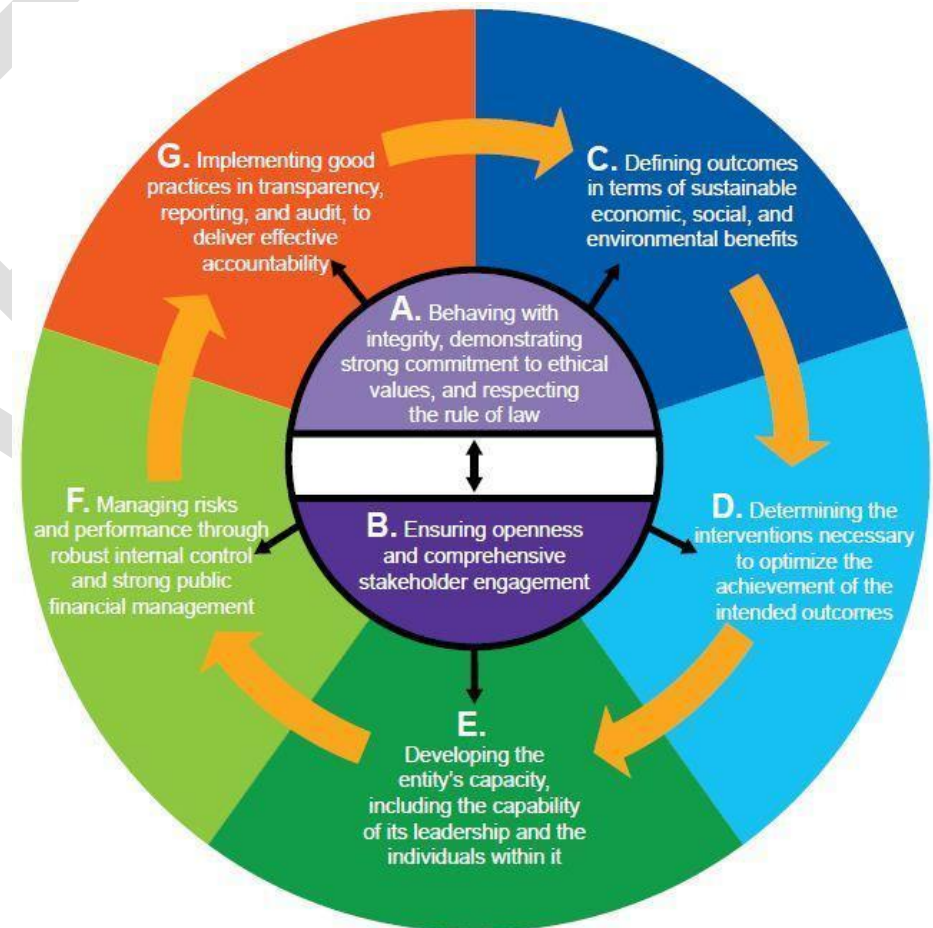 G. Implementing good
practices in transparency,
reporting, and audit, to
deliver effective
accountability
C. Defining outcomes
in terms of sustainable
economic, social, and
environmental benefits
A. Behaving with
integrity, demonstrating
strong commitment to ethical
values, and respecting
the rule of law
B. Ensuring openness
and comprehensive
stakeholder engagement
D. Determining the
interventions necessary
to optimize the
achievement of the
intended outcomes
E.
Developing the
entity's capacity,
including the capability
of its leadership and the
individuals within it
F. Managing risks
and performance through
robust internal control
and strong public
financial management